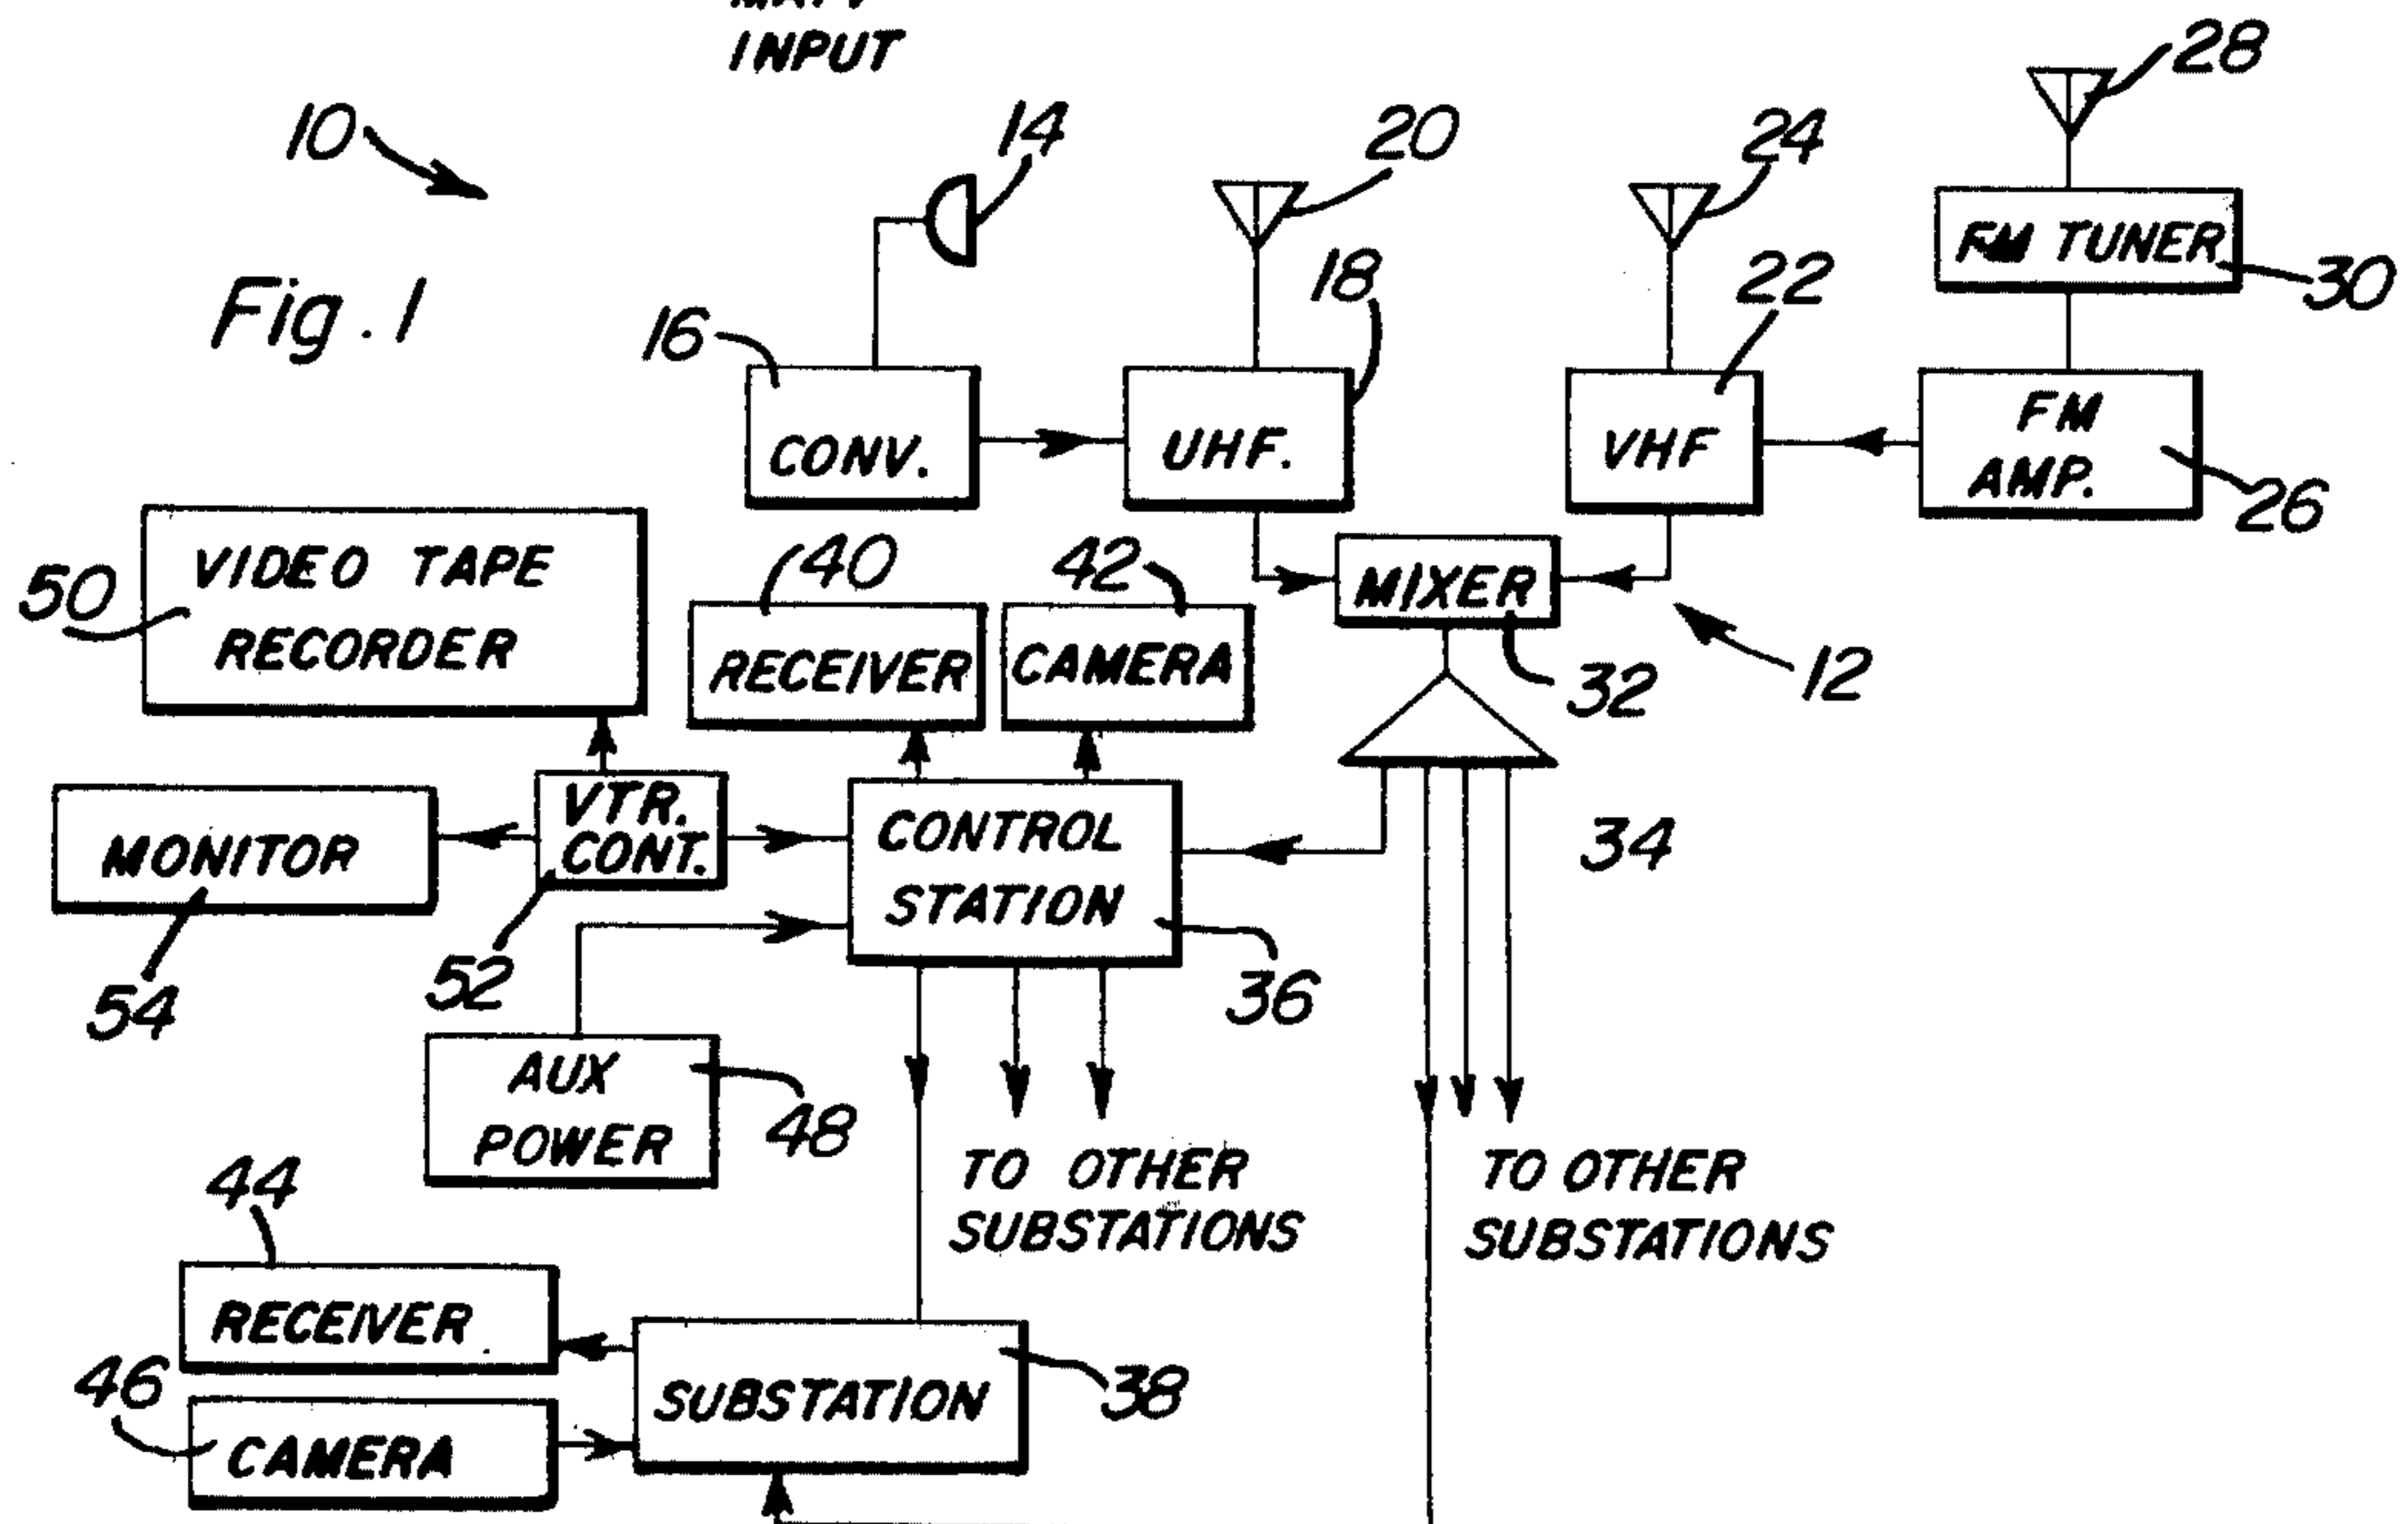 INPUT
10
14
20
24
28
Fig. 1
16
18
22
FM TUNER
30
CONV.
UHF.
VHF
FM
AMP.
26
50
VIDEO TAPE
RECORDER
40
42
MIXER
32
12
RECEIVER
CAMERA
MONITOR
54
VTR.
CONT.
52
CONTROL
STATION
36
34
AUX
POWER
48
TO OTHER
SUBSTATIONS
TO OTHER
SUBSTATIONS
44
RECEIVER
46
CAMERA
SUBSTATION
38